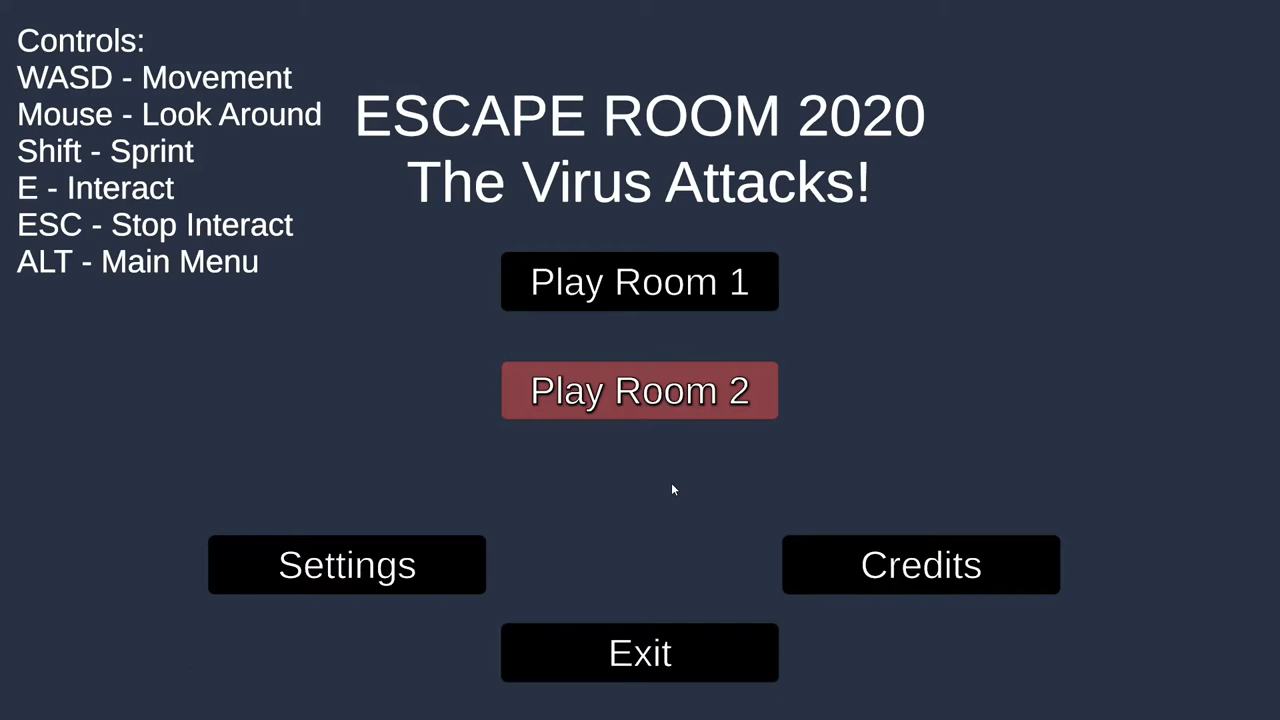 Controls:
WASD - Movement
Mouse - Look Around
Shift - Sprint
E - Interact
ESC - Stop Interact
ALT - Main Menu
ESCAPE ROOM 2020
The Virus Attacks!
Play Room 1
Play Room 2
Settings
Credits
Exit